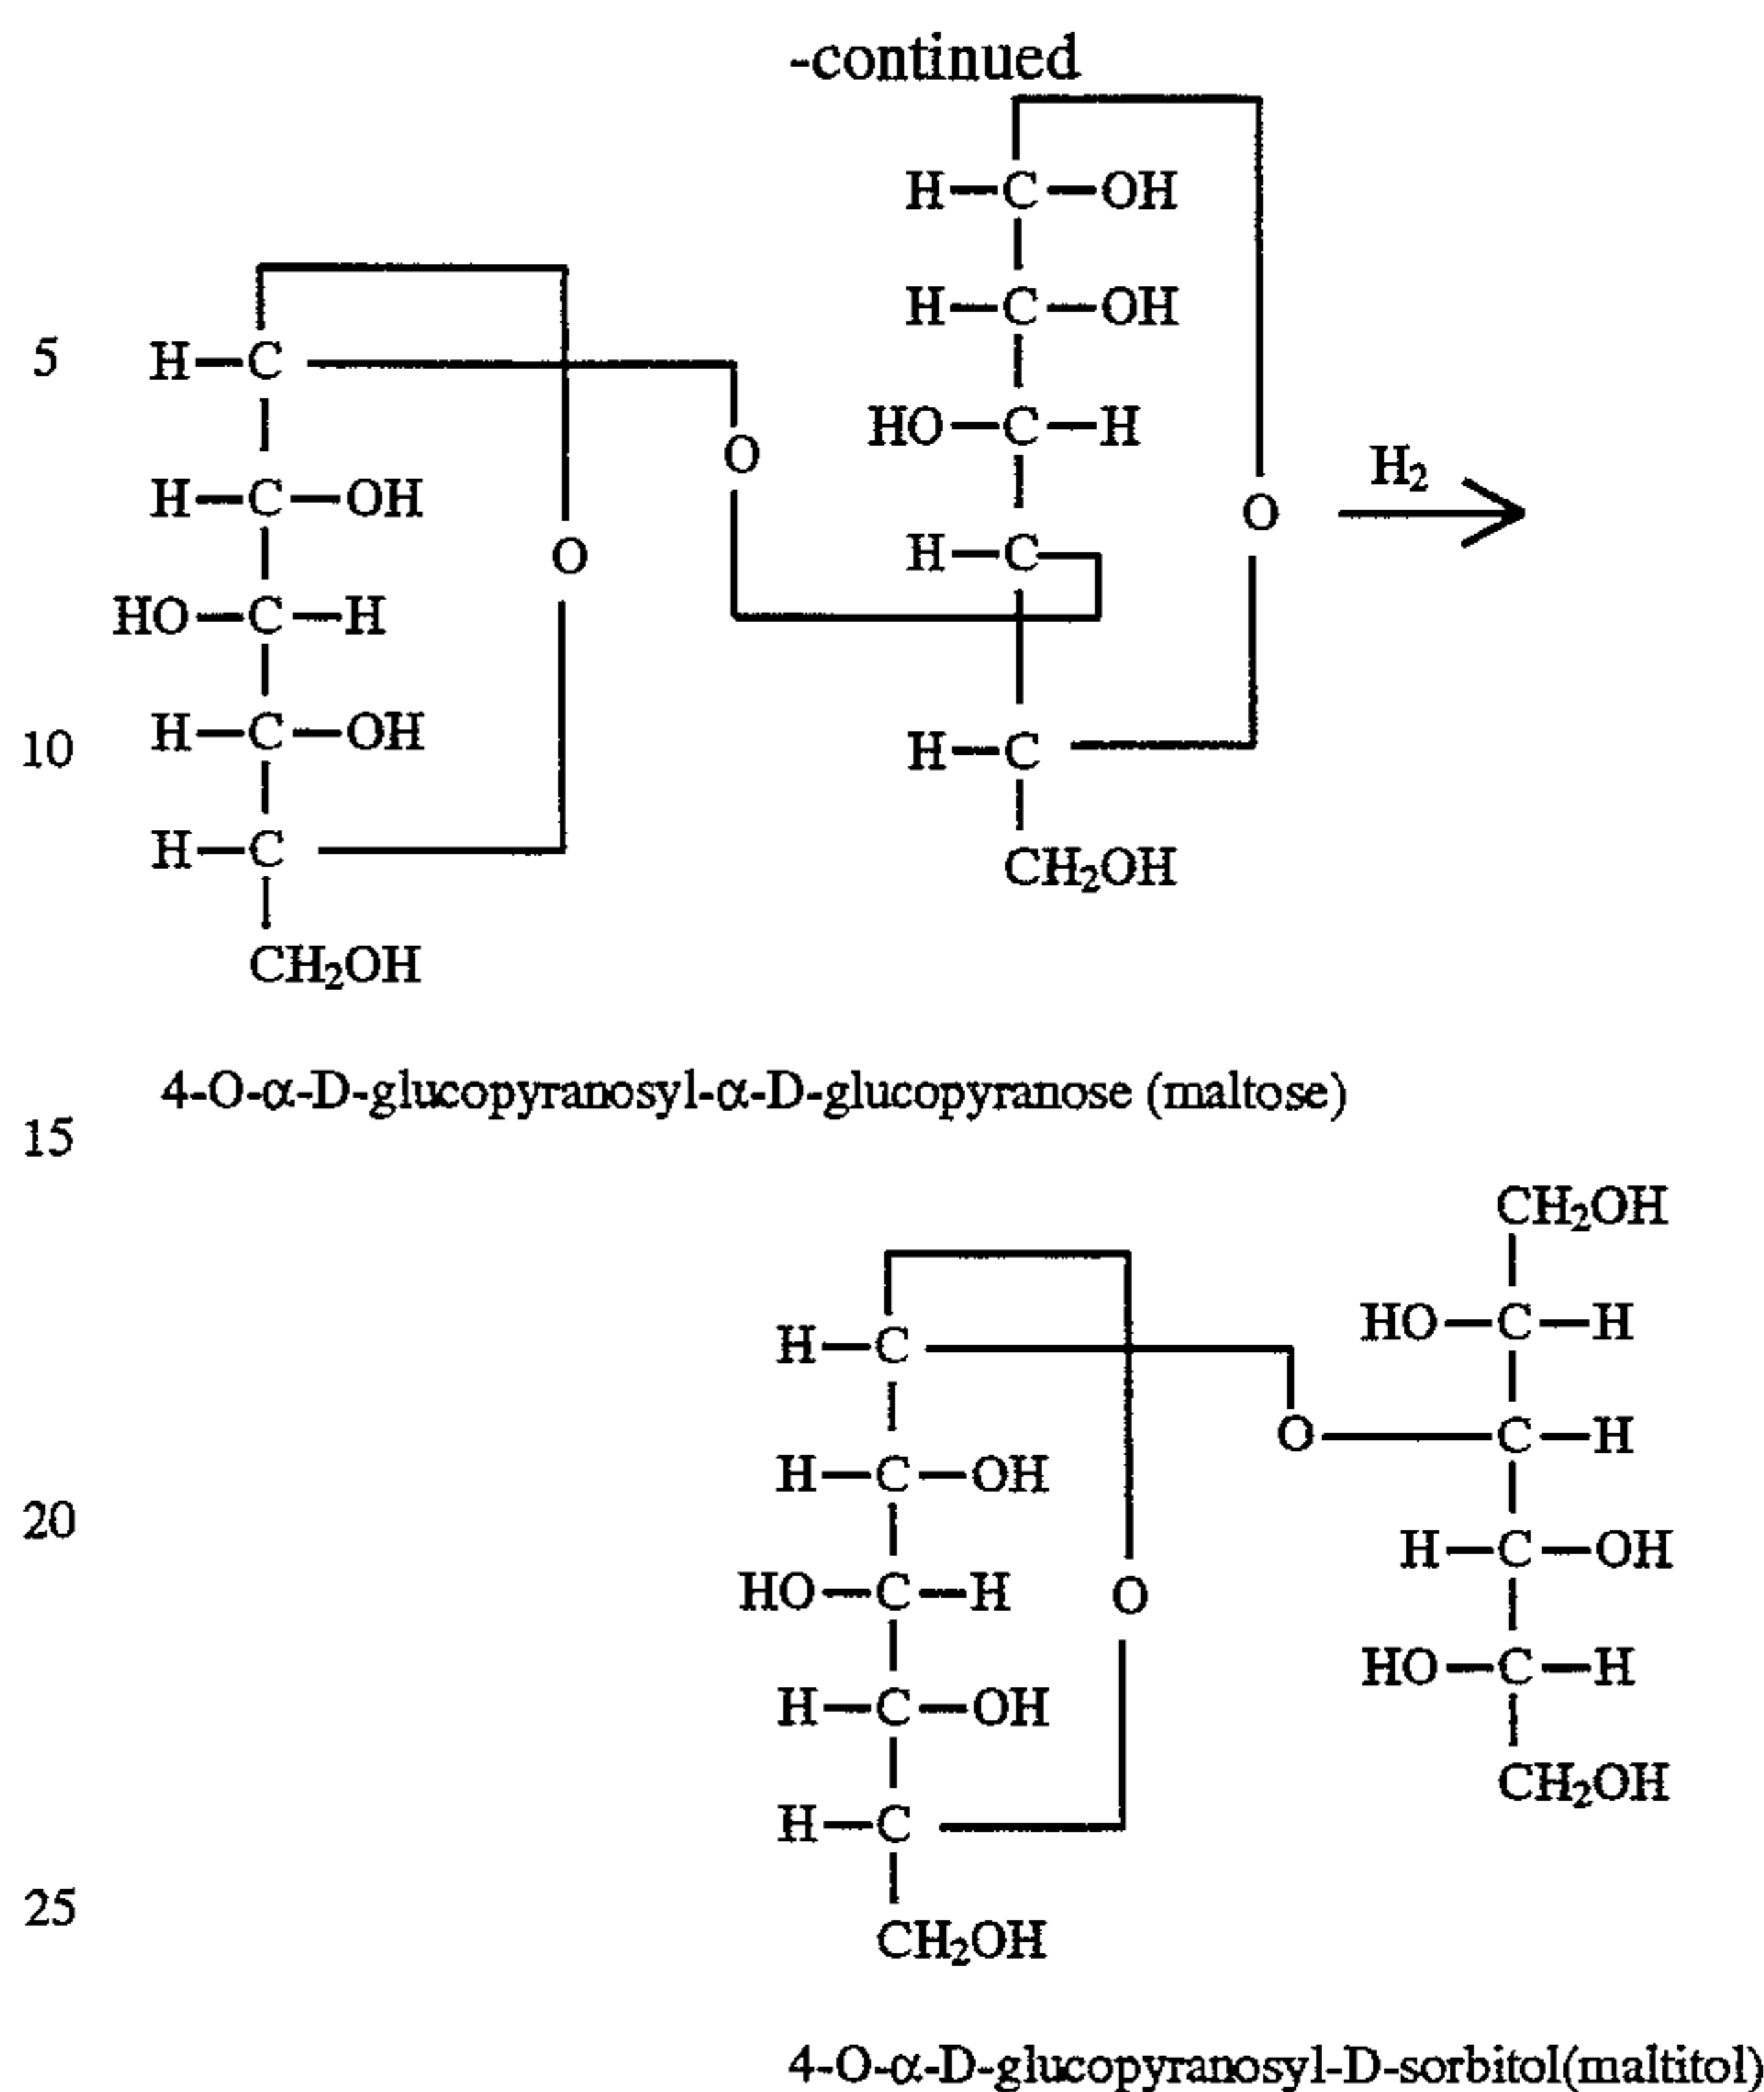 -continued
H—C—OH
H—C—OH
5
H—C
HO—C—H
O
H₂
H—C—OH
O
O
H—C
HO—C—H
10
H—C—OH
H—C
H—C
CH₂OH
CH₂OH
4-O-α-D-glucopyranosyl-α-D-glucopyranose (maltose)
15
CH₂OH
HO—C—H
H—C
O—C—H
H—C—OH
20
H—C—OH
HO—C—H
O
HO—C—H
H—C—OH
CH₂OH
H—C
25
CH₂OH
4-O-α-D-glucopyranosyl-D-sorbitol(maltitol)